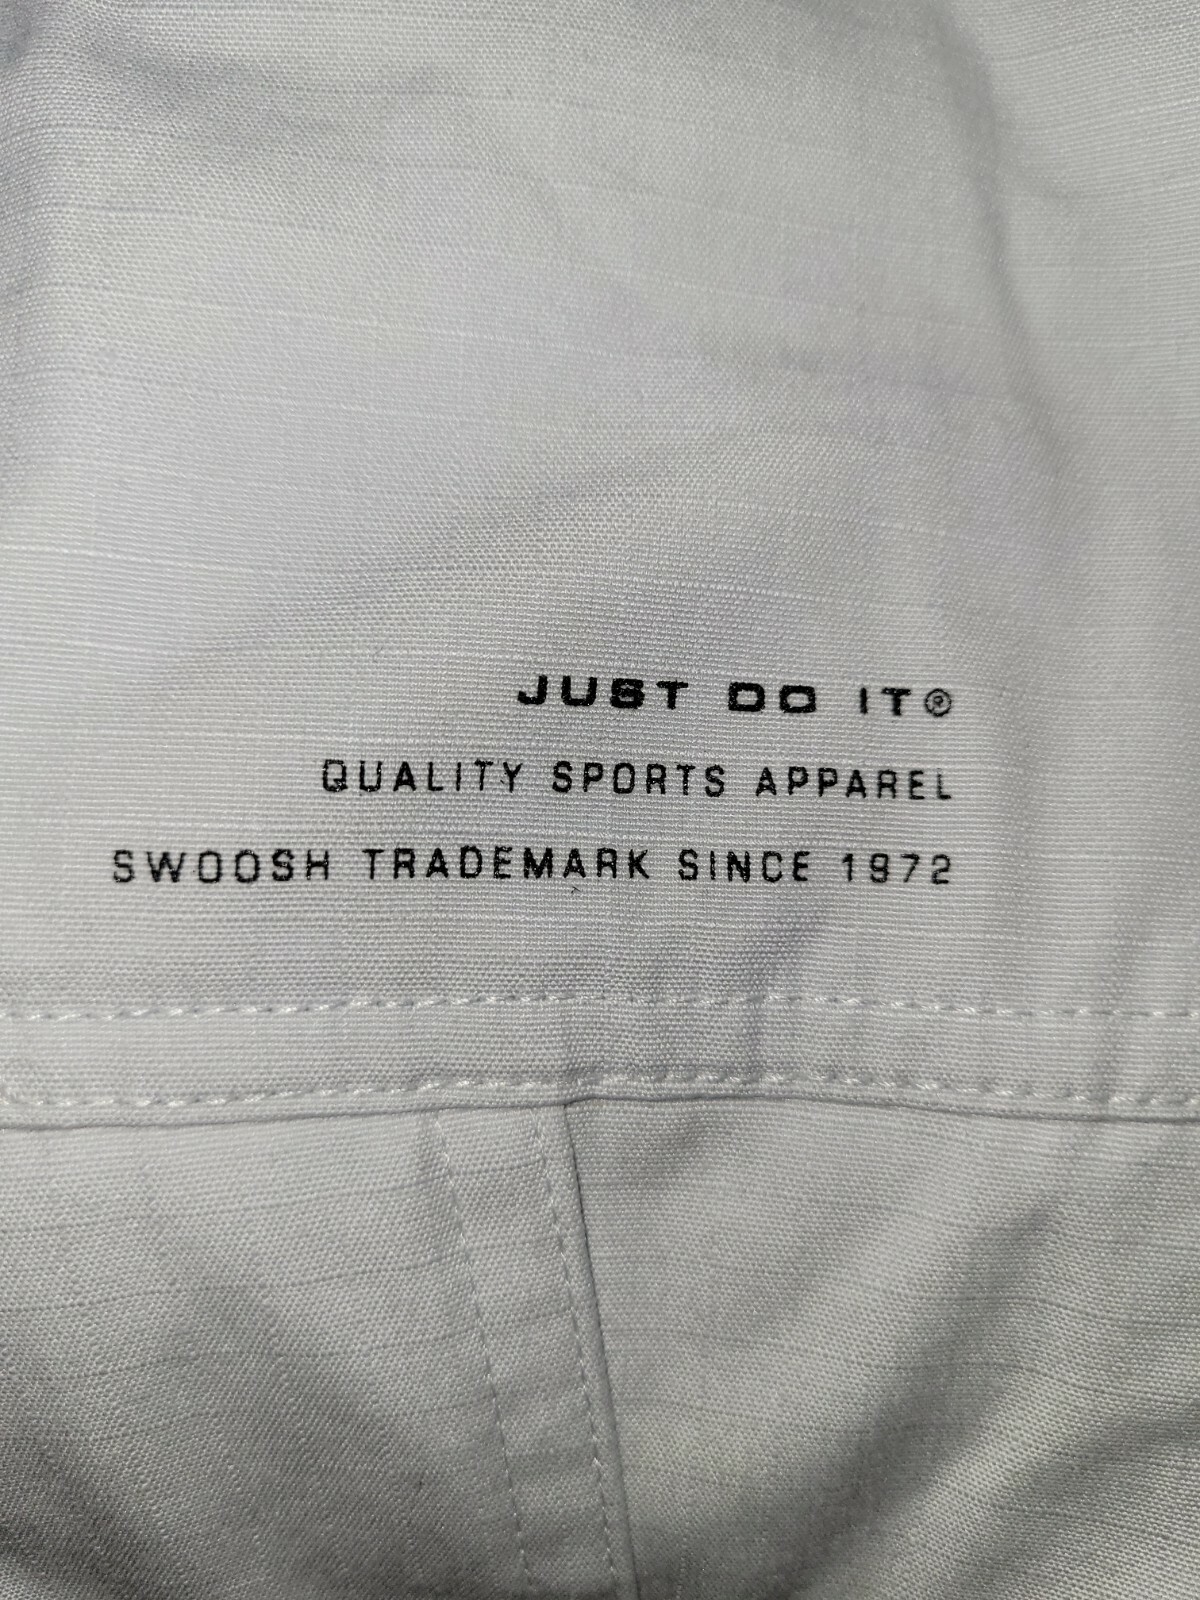 JUST DO IT®
QUALITY SPORTS APPAREL
SWOOSH TRADEMARK SINCE 1972